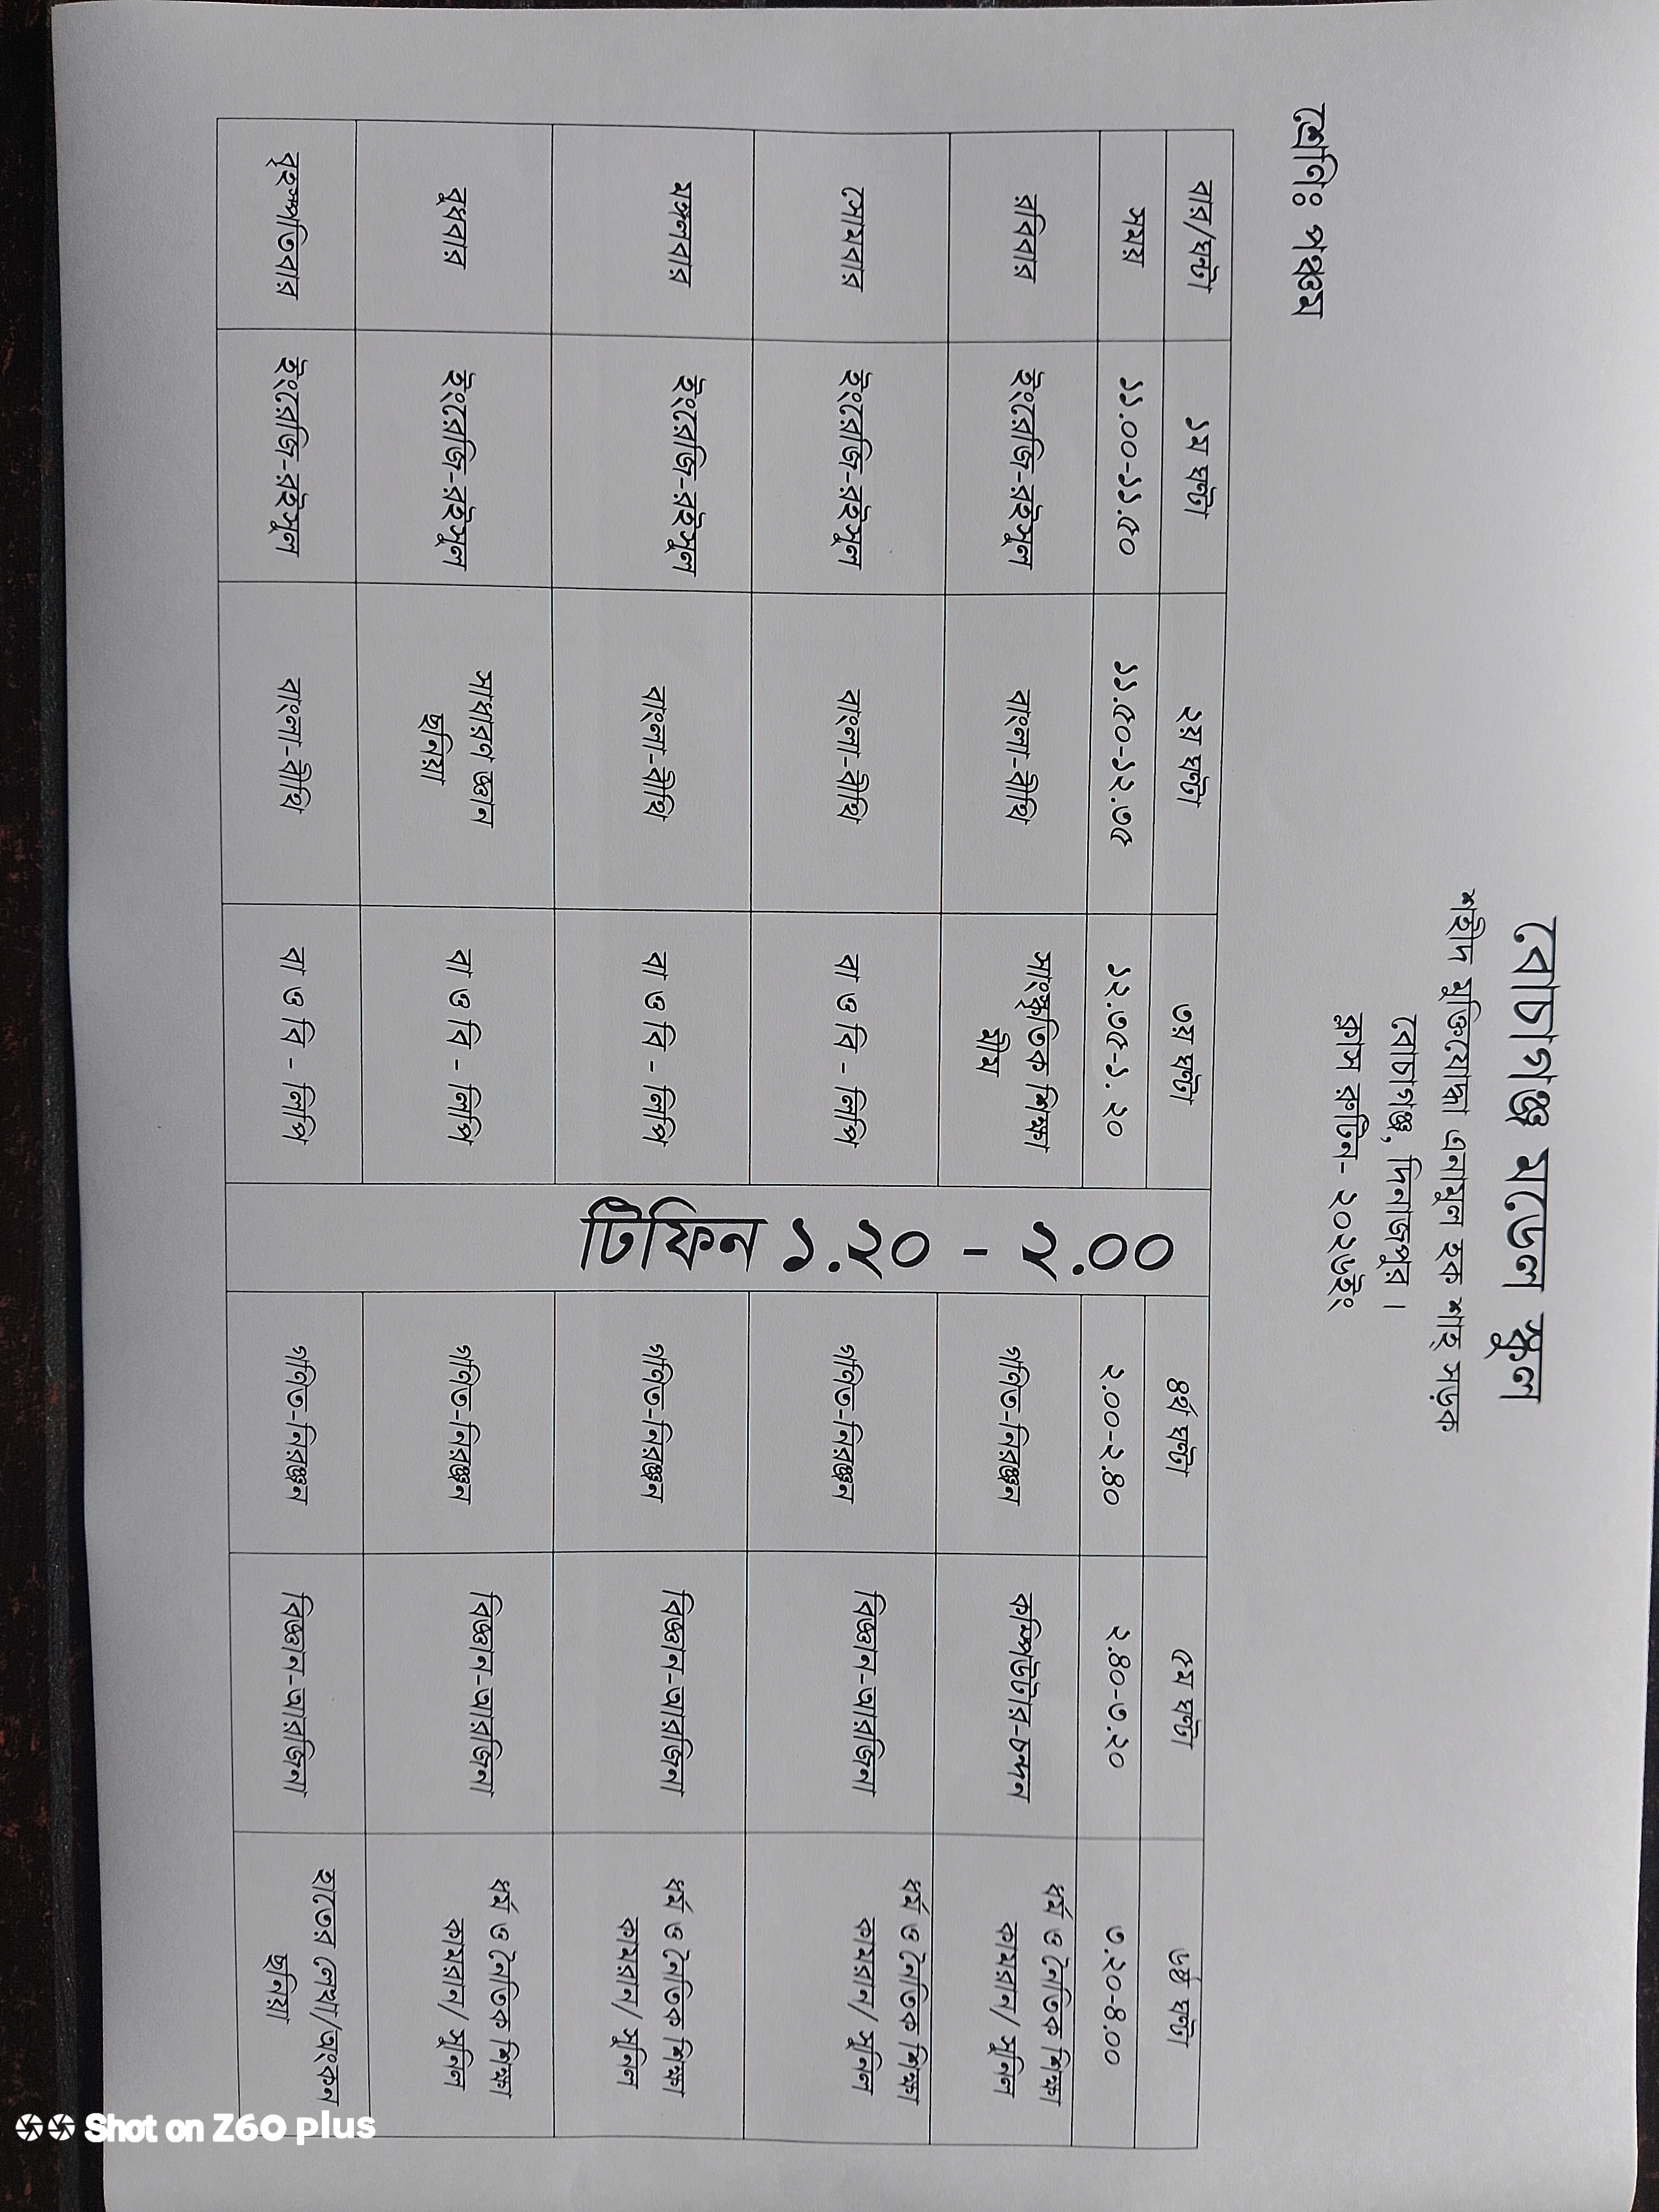 বোচাগঞ্জ মডেল স্কুল
শহীদ মুক্তিযোদ্ধা এনামুল হক শাহ্ সড়ক
বোচাগঞ্জ, দিনাজপুর।
ক্লাস রুটিন- ২০২৬ইং
শ্রেণিঃ পঞ্চম
বার/ঘন্টা ১ম ঘণ্টা ২য় ঘণ্টা ৩য় ঘণ্টা টিফিন ১.২০ - ২.০০ ৪র্থ ঘণ্টা ৫ম ঘণ্টা ৬ষ্ঠ ঘণ্টা
সময় ১১.০০-১১.৫০ ১১.৫০-১২.৩৫ ১২.৩৫-১. ২০ ২.০০-২.৪০ ২.৪০-৩.২০ ৩.২০-৪.০০
রবিবার ইংরেজি-রইসুল বাংলা-বীথি সাংস্কৃতিক শিক্ষা গণিত-নিরঞ্জন কম্পিউটার-চন্দন ধর্ম ও নৈতিক শিক্ষা
মীম কামরান/ সুনিল
সোমবার ইংরেজি-রইসুল বাংলা-বীথি বা ও বি - লিপি গণিত-নিরঞ্জন বিজ্ঞান-আরজিনা ধর্ম ও নৈতিক শিক্ষা
কামরান/ সুনিল
মঙ্গলবার ইংরেজি-রইসুল বাংলা-বীথি বা ও বি - লিপি গণিত-নিরঞ্জন বিজ্ঞান-আরজিনা ধর্ম ও নৈতিক শিক্ষা
কামরান/ সুনিল
বুধবার ইংরেজি-রইসুল সাধারণ জ্ঞান বা ও বি - লিপি গণিত-নিরঞ্জন বিজ্ঞান-আরজিনা ধর্ম ও নৈতিক শিক্ষা
ছনিয়া কামরান/ সুনিল
বৃহস্পতিবার ইংরেজি-রইসুল বাংলা-বীথি বা ও বি - লিপি গণিত-নিরঞ্জন বিজ্ঞান-আরজিনা হাতের লেখা/অংকন
ছনিয়া
Shot on Z60 plus